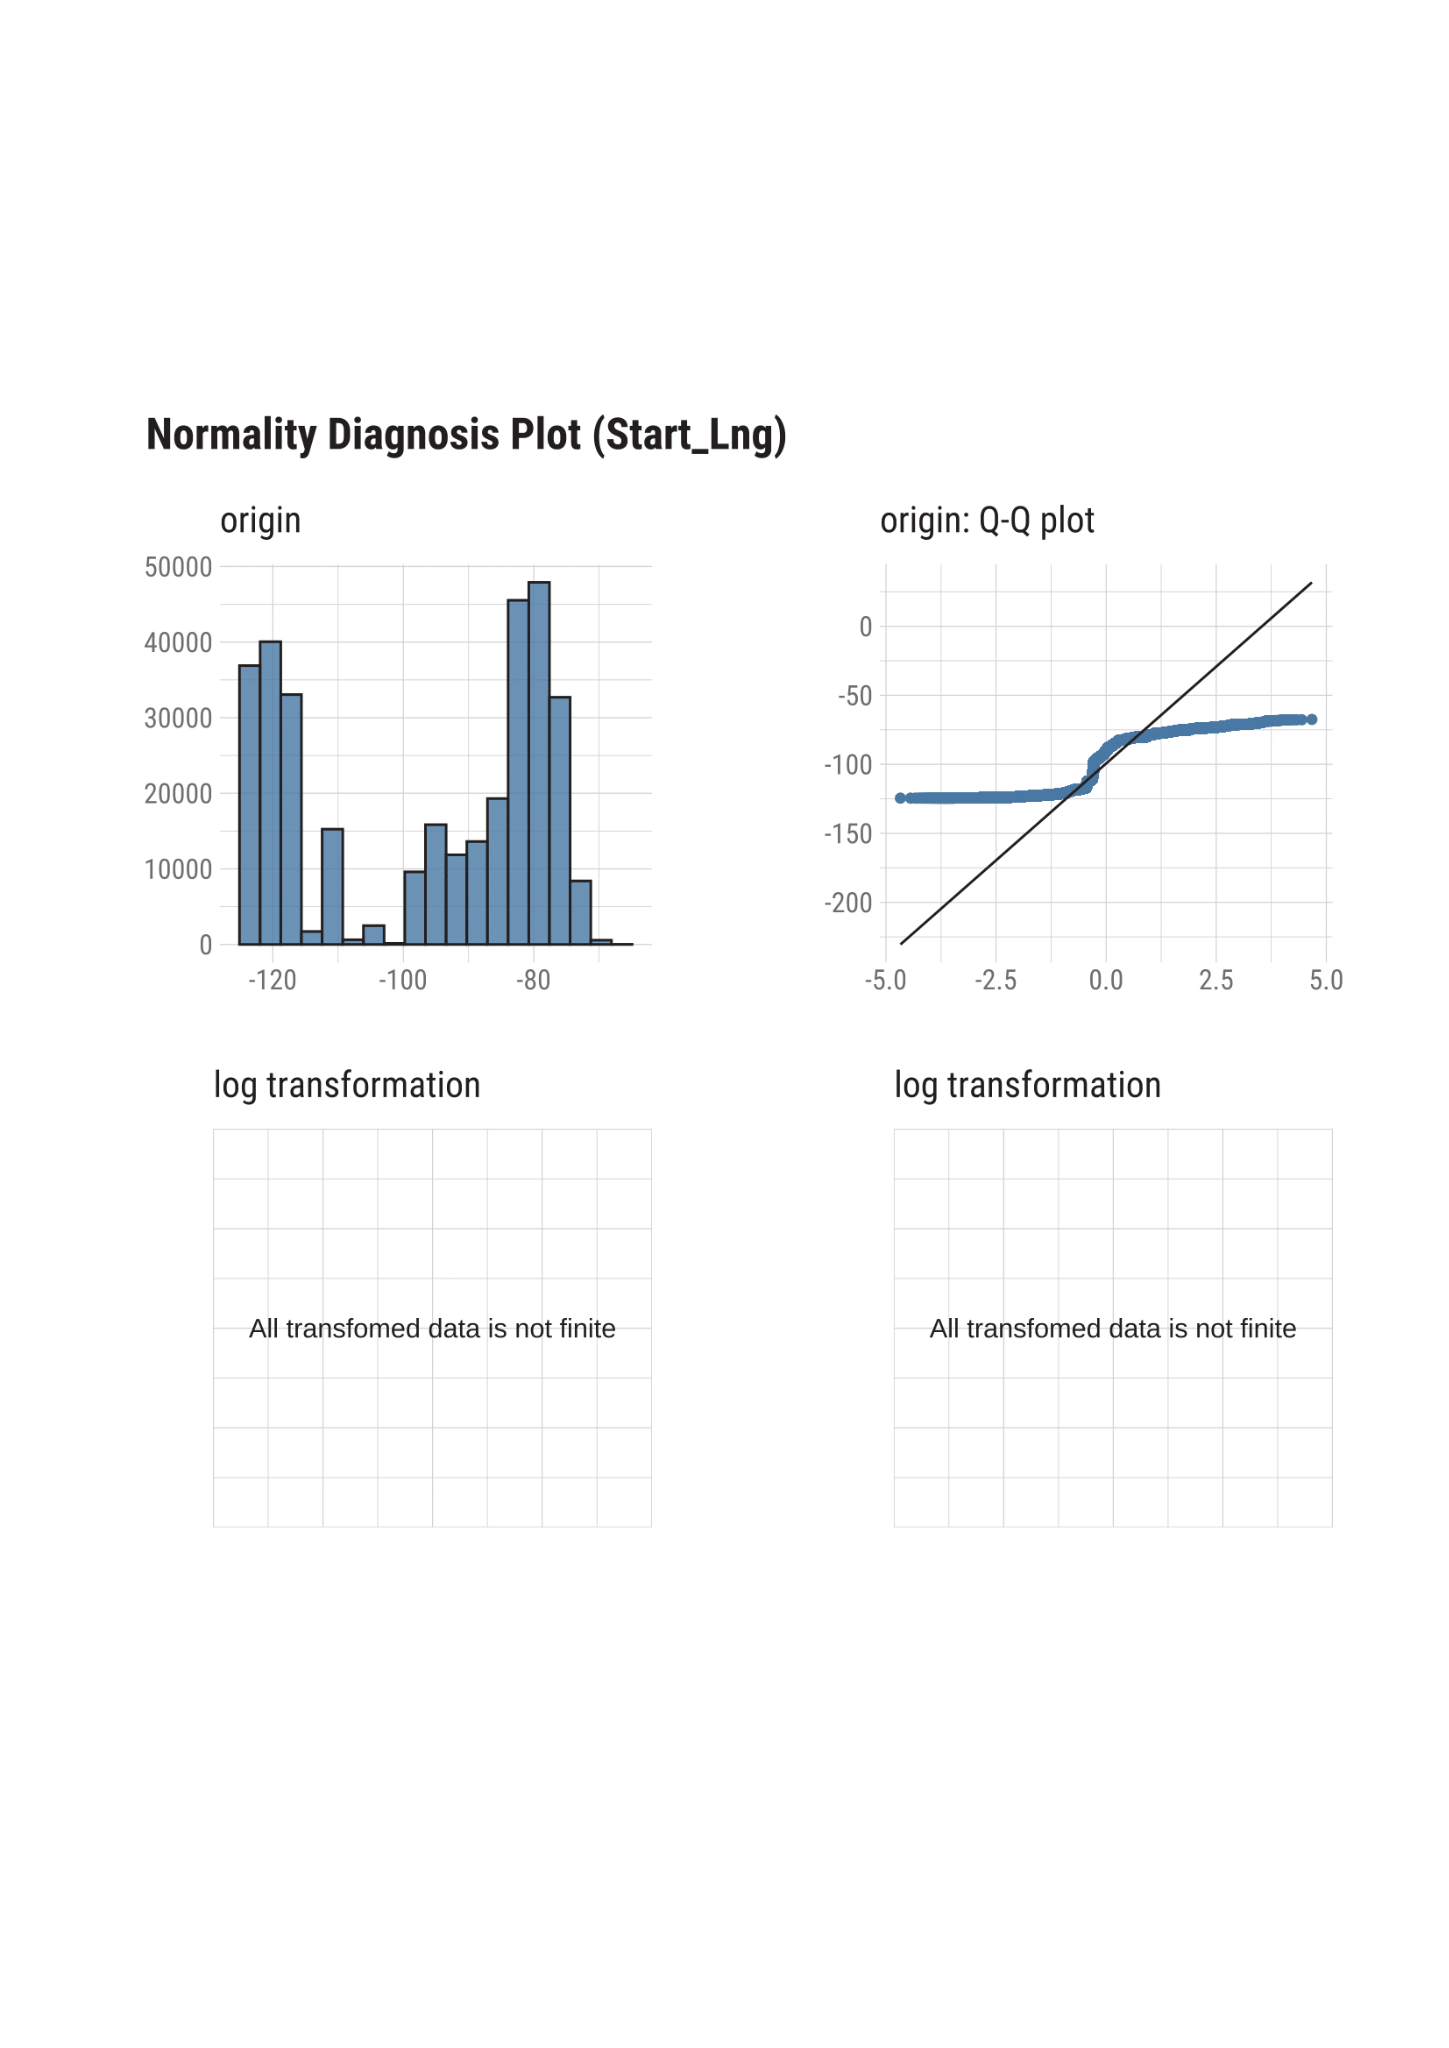 Normality Diagnosis Plot (Start_Lng)
origin
50000
40000
30000
20000
10000
0
-120 -100 -80
origin: Q-Q plot
0
-50
-100
-150
-200
-5.0 -2.5 0.0 2.5 5.0
log transformation
All transfomed data is not finite
log transformation
All transfomed data is not finite